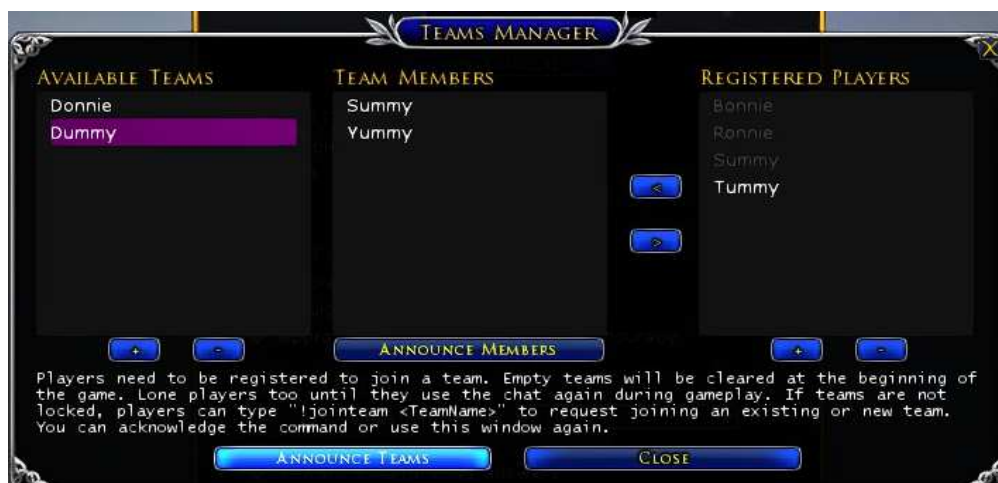 TEAMS MANAGER
X
AVAILABLE TEAMS
Donnie
Dummy
TEAM MEMBERS
Summy
Yummy
<
>
REGISTERED PLAYERS
Bonnie
Ronnie
Summy
Tummy
+ -
ANNOUNCE MEMBERS
+ -
Players need to be registered to join a team. Empty teams will be cleared at the beginning of
the game. Lone players too until they use the chat again during gameplay. If teams are not
locked, players can type "!jointeam <TeamName>" to request joining an existing or new team.
You can acknowledge the command or use this window again.
ANNOUNCE TEAMS
CLOSE